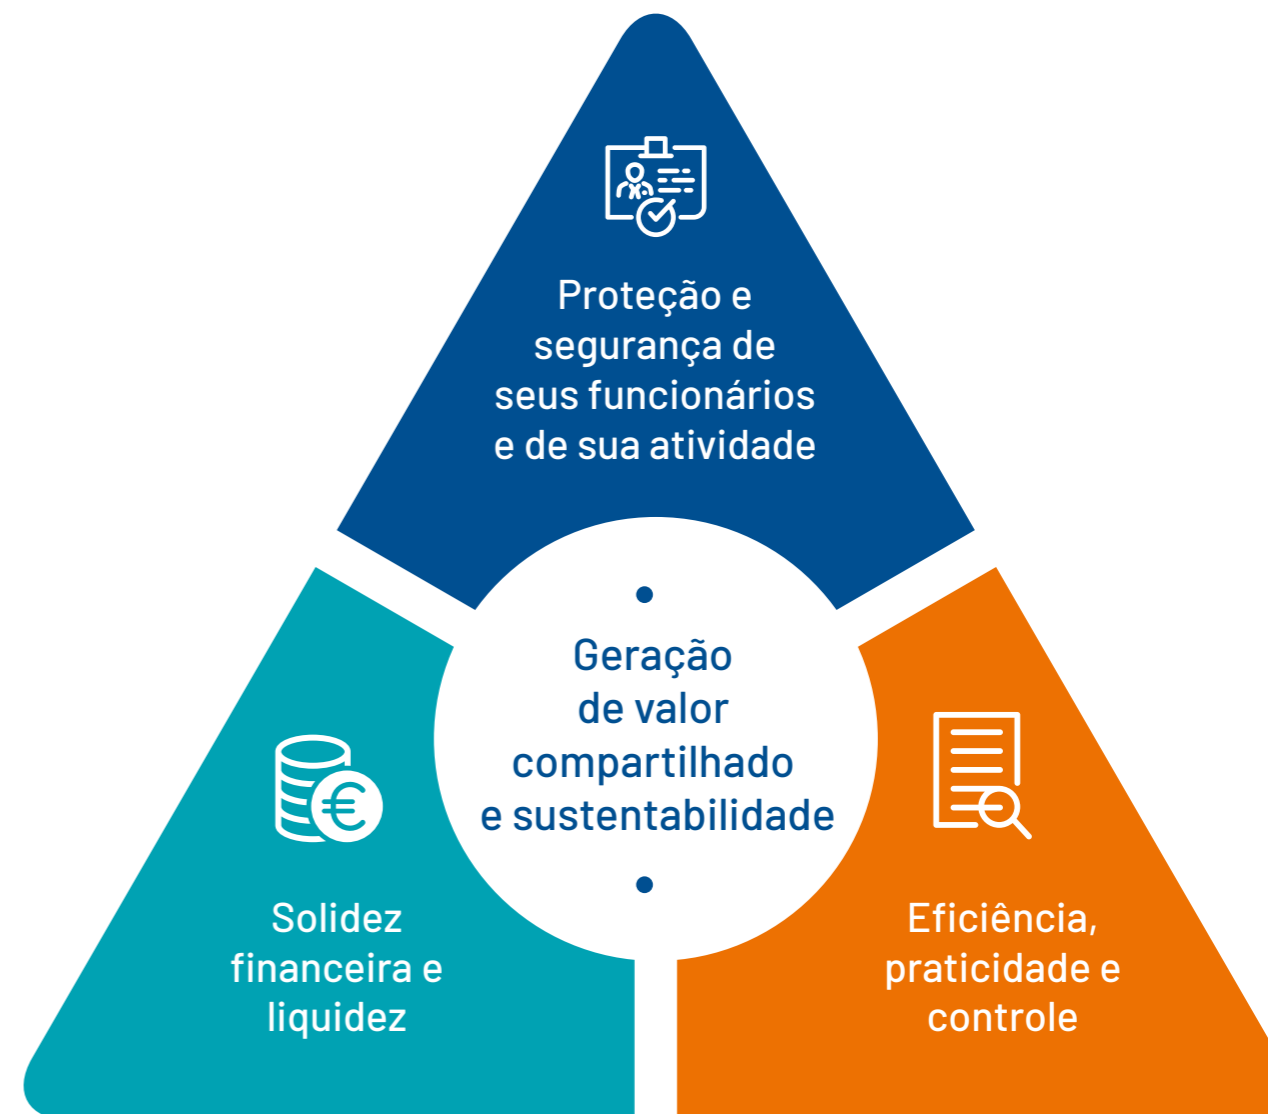 Proteção e
segurança de
seus funcionários
e de sua atividade
Geração
de valor
compartilhado
e sustentabilidade
Solidez
financeira e
liquidez
Eficiência,
praticidade e
controle